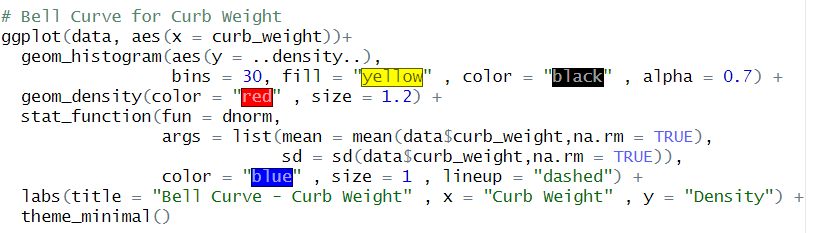 # Bell Curve for Curb Weight
ggplot(data, aes(x = curb_weight))+
  geom_histogram(aes(y = ..density..),
                 bins = 30, fill = "yellow" , color = "black" , alpha = 0.7) +
  geom_density(color = "red" , size = 1.2) +
  stat_function(fun = dnorm,
                args = list(mean = mean(data$curb_weight,na.rm = TRUE),
                            sd = sd(data$curb_weight,na.rm = TRUE)),
                color = "blue" , size = 1 , lineup = "dashed") +
  labs(title = "Bell Curve - Curb Weight" , x = "Curb Weight" , y = "Density") +
  theme_minimal()